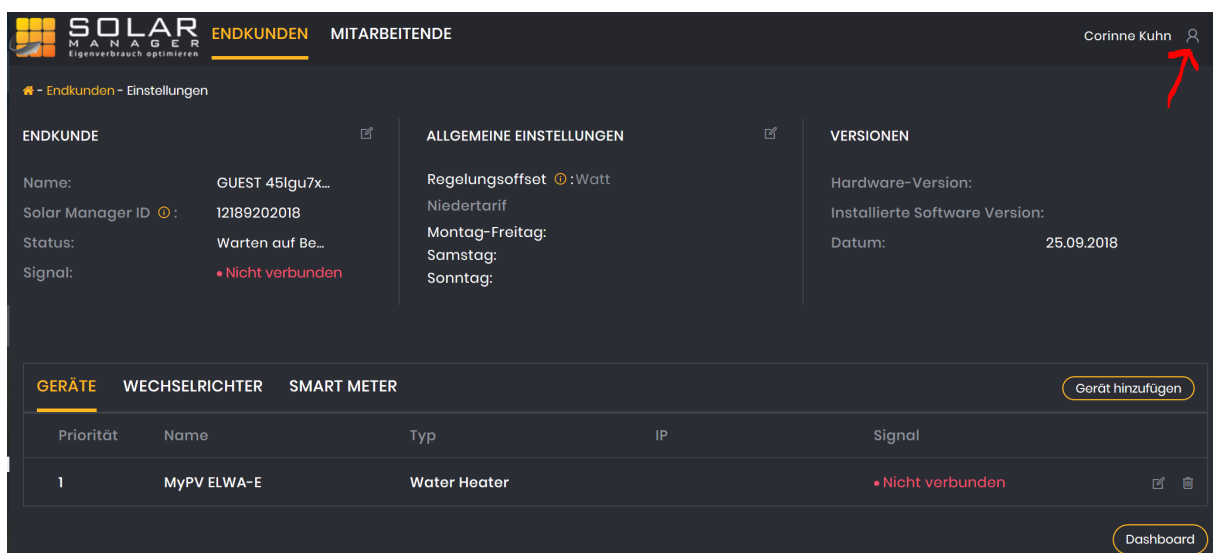 SOLAR
MANAGER
Eigenverbrauch optimieren
ENDKUNDEN MITARBEITENDE
Corinne Kuhn
- Endkunden - Einstellungen
ENDKUNDE
Name: GUEST 45lgu7x...
Solar Manager ID : 12189202018
Status: Warten auf Be...
Signal: Nicht verbunden
ALLGEMEINE EINSTELLUNGEN
Regelungsoffset : Watt
Niedertarif
Montag-Freitag:
Samstag:
Sonntag:
VERSIONEN
Hardware-Version:
Installierte Software Version:
Datum: 25.09.2018
GERÄTE WECHSELRICHTER SMART METER
Gerät hinzufügen
Priorität Name Typ IP Signal
1 MyPV ELWA-E Water Heater Nicht verbunden
Dashboard